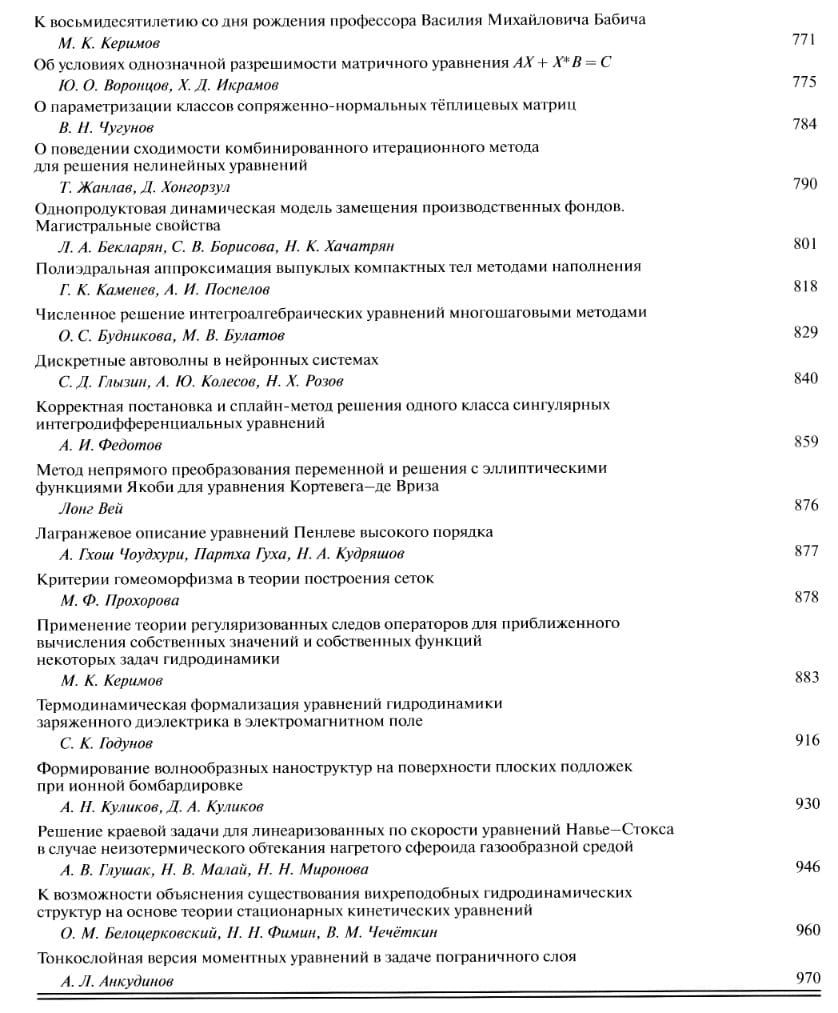 К восьмидесятилетию со дня рождения профессора Василия Михайловича Бабича
М. К. Керимов 771
Об условиях однозначной разрешимости матричного уравнения AX + X*B = C
Ю. О. Воронцов, Х. Д. Икрамов 775
О параметризации классов сопряженно-нормальных тёплицевых матриц
В. Н. Чугунов 784
О поведении сходимости комбинированного итерационного метода
для решения нелинейных уравнений
Т. Жанлав, Д. Хонгорзул 790
Однопродуктовая динамическая модель замещения производственных фондов.
Магистральные свойства
Л. А. Бекларян, С. В. Борисова, Н. К. Хачатрян 801
Полиэдральная аппроксимация выпуклых компактных тел методами наполнения
Г. К. Каменев, А. И. Поспелов 818
Численное решение интегроалгебраических уравнений многошаговыми методами
О. С. Будникова, М. В. Булатов 829
Дискретные автоволны в нейронных системах
С. Д. Глызин, А. Ю. Колесов, Н. Х. Розов 840
Корректная постановка и сплайн-метод решения одного класса сингулярных
интегродифференциальных уравнений
А. И. Федотов 859
Метод непрямого преобразования переменной и решения с эллиптическими
функциями Якоби для уравнения Кортевега–де Вриза
Лонг Вей 876
Лагранжевое описание уравнений Пенлеве высокого порядка
А. Гхош Чоудхури, Партха Гуха, Н. А. Кудряшов 877
Критерии гомеоморфизма в теории построения сеток
М. Ф. Прохорова 878
Применение теории регуляризованных следов операторов для приближенного
вычисления собственных значений и собственных функций
некоторых задач гидродинамики
М. К. Керимов 883
Термодинамическая формализация уравнений гидродинамики
заряженного диэлектрика в электромагнитном поле
С. К. Годунов 916
Формирование волнообразных наноструктур на поверхности плоских подложек
при ионной бомбардировке
А. Н. Куликов, Д. А. Куликов 930
Решение краевой задачи для линеаризованных по скорости уравнений Навье–Стокса
в случае неизотермического обтекания нагретого сфероида газообразной средой
А. В. Глушак, Н. В. Малай, Н. Н. Миронова 946
К возможности объяснения существования вихреподобных гидродинамических
структур на основе теории стационарных кинетических уравнений
О. М. Белоцерковский, Н. Н. Фимин, В. М. Чечёткин 960
Тонкослойная версия моментных уравнений в задаче пограничного слоя
А. Л. Анкудинов 970